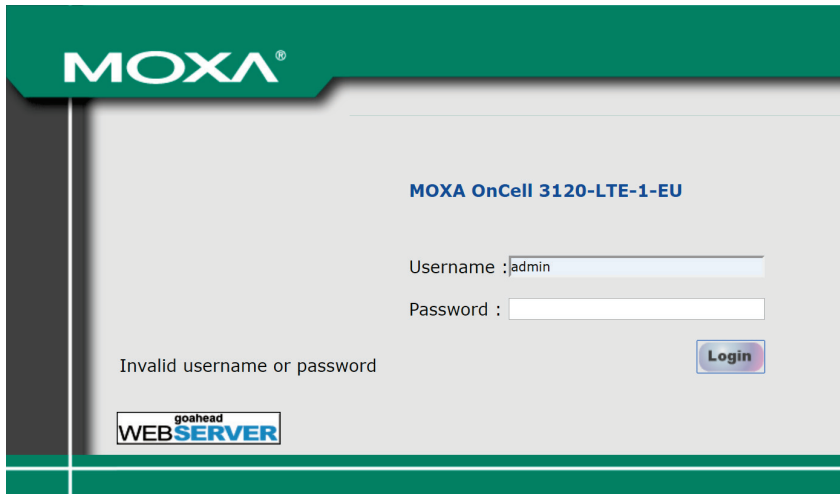 MOXA®
MOXA OnCell 3120-LTE-1-EU
Username : admin
Password :
Login
Invalid username or password
goahead
WEBSERVER